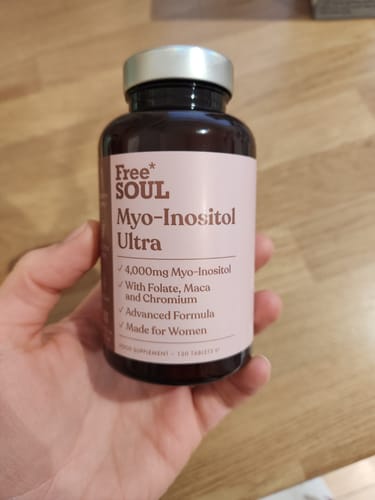 Free*
SOUL
Myo-Inositol
Ultra
✓ 4,000mg Myo-Inositol
✓ With Folate, Maca
and Chromium
✓ Advanced Formula
✓ Made for Women
FOOD SUPPLEMENT – 120 TABLETS